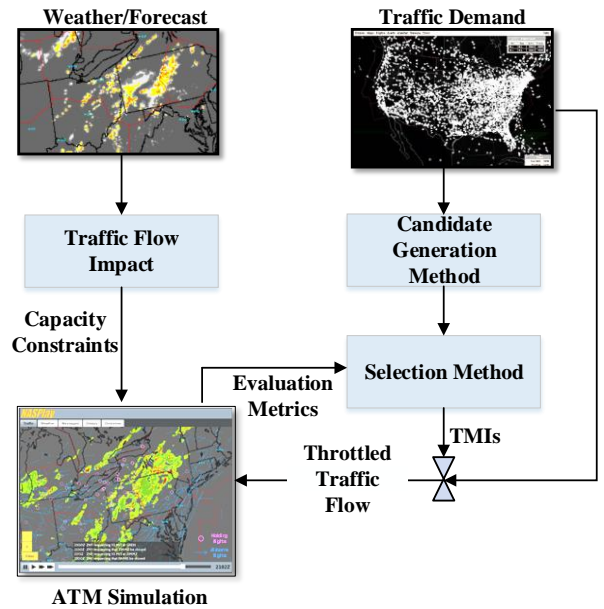 Weather/Forecast
Traffic Demand
Traffic Flow
Impact
Candidate
Generation
Method
Capacity
Constraints
Selection Method
Evaluation
Metrics
TMIs
Throttled
Traffic
Flow
NASPlay
ATM Simulation